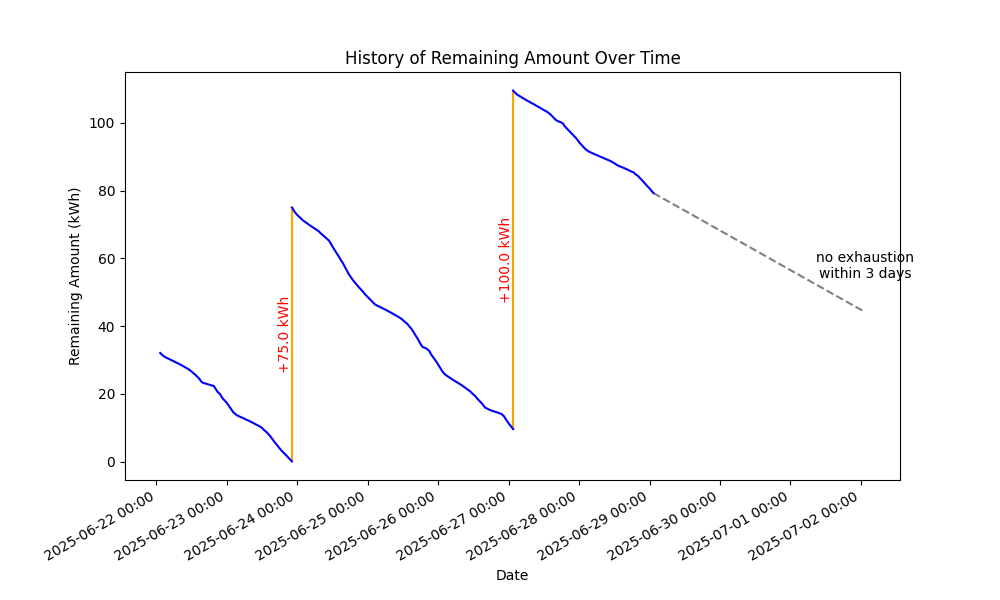 History of Remaining Amount Over Time
Remaining Amount (kWh)
100
80
60
40
20
0
+75.0 kWh
+100.0 kWh
no exhaustion
within 3 days
2025-06-22 00:00
2025-06-23 00:00
2025-06-24 00:00
2025-06-25 00:00
2025-06-26 00:00
2025-06-27 00:00
2025-06-28 00:00
2025-06-29 00:00
2025-06-30 00:00
2025-07-01 00:00
2025-07-02 00:00
Date